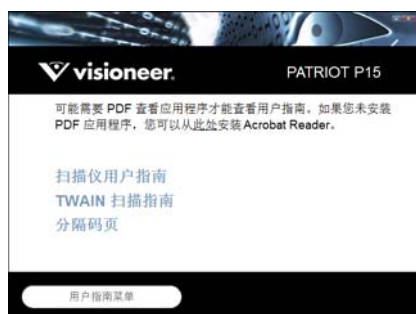 visioneer.
PATRIOT P15
可能需要 PDF 查看应用程序才能查看用户指南。如果您未安装
PDF 应用程序，您可以从此处安装 Acrobat Reader。
扫描仪用户指南
TWAIN 扫描指南
分隔码页
用户指南菜单